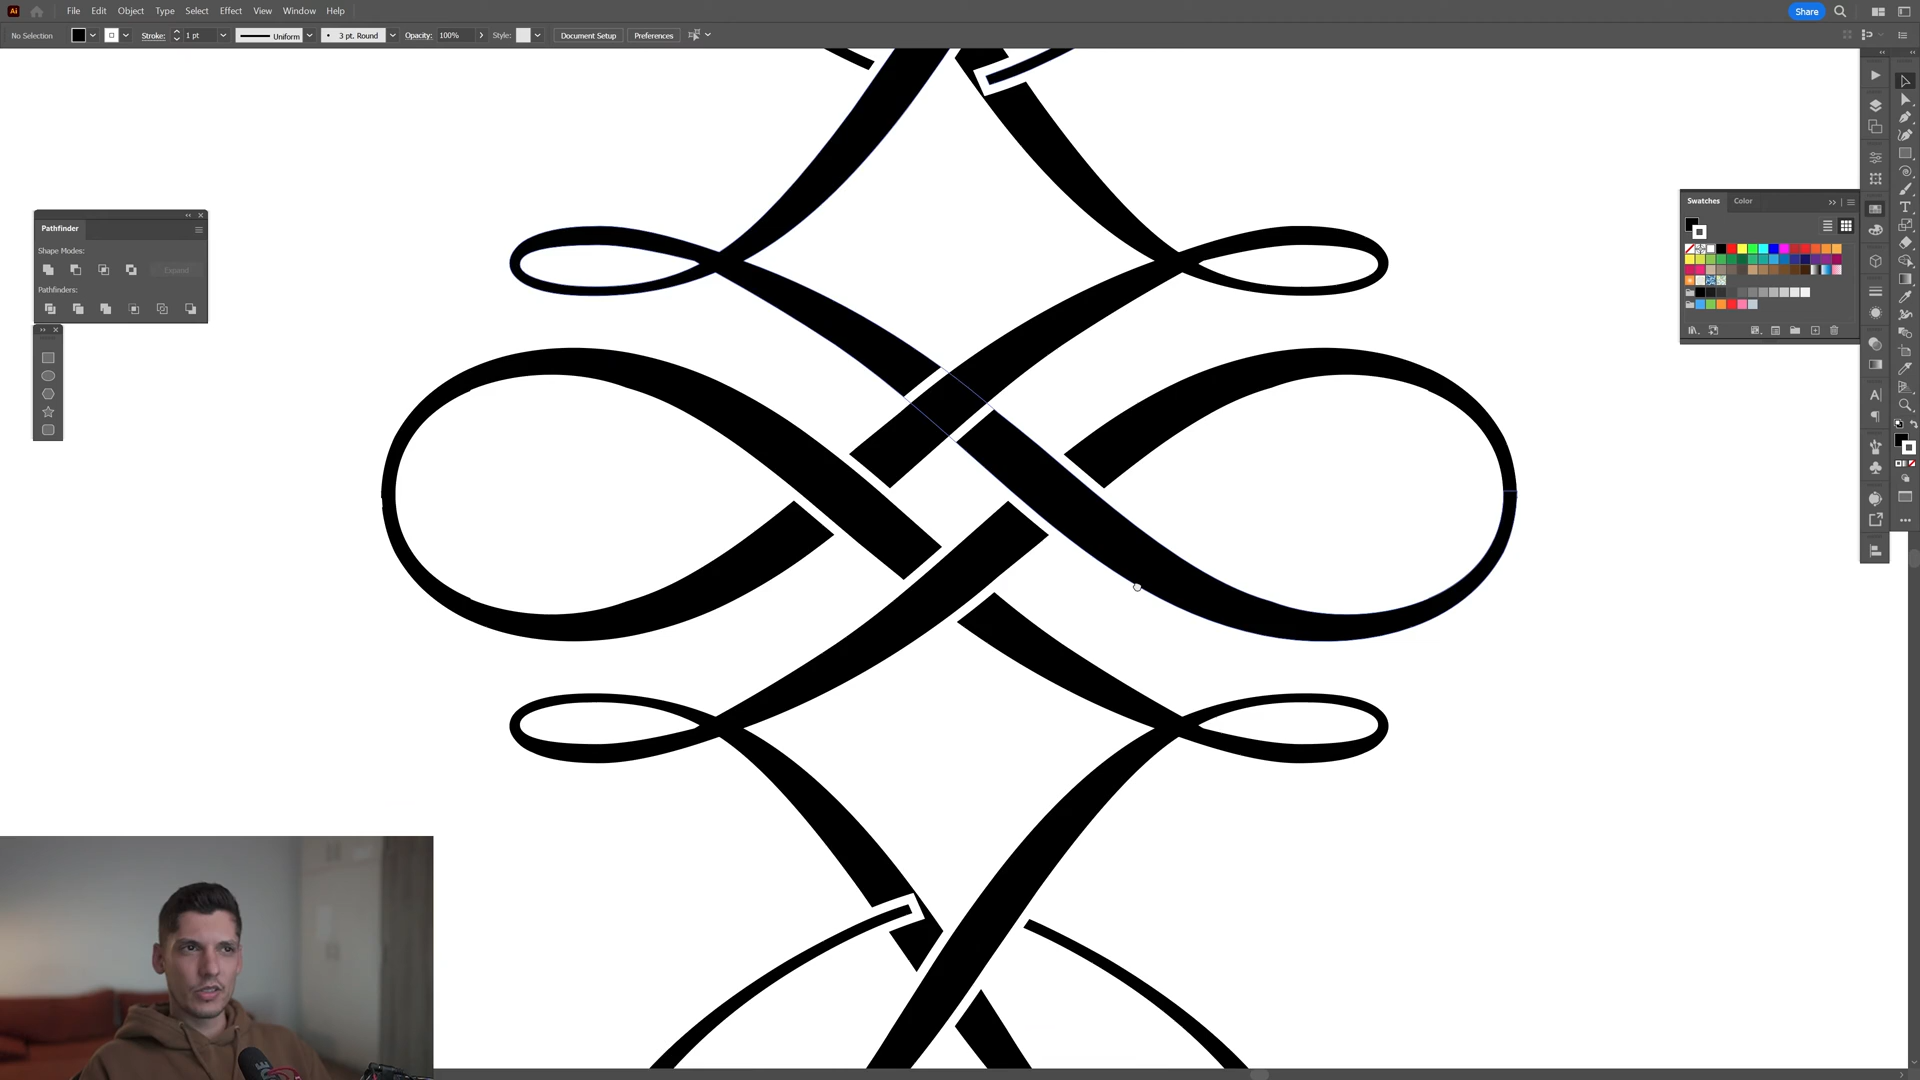 Ai File Edit Object Type Select Effect View Window Help Share
No Selection Stroke: 1 pt Uniform 3 pt. Round Opacity: 100% Style: Document Setup Preferences
Pathfinder
Shape Modes:
Expand
Pathfinders:
Swatches Color